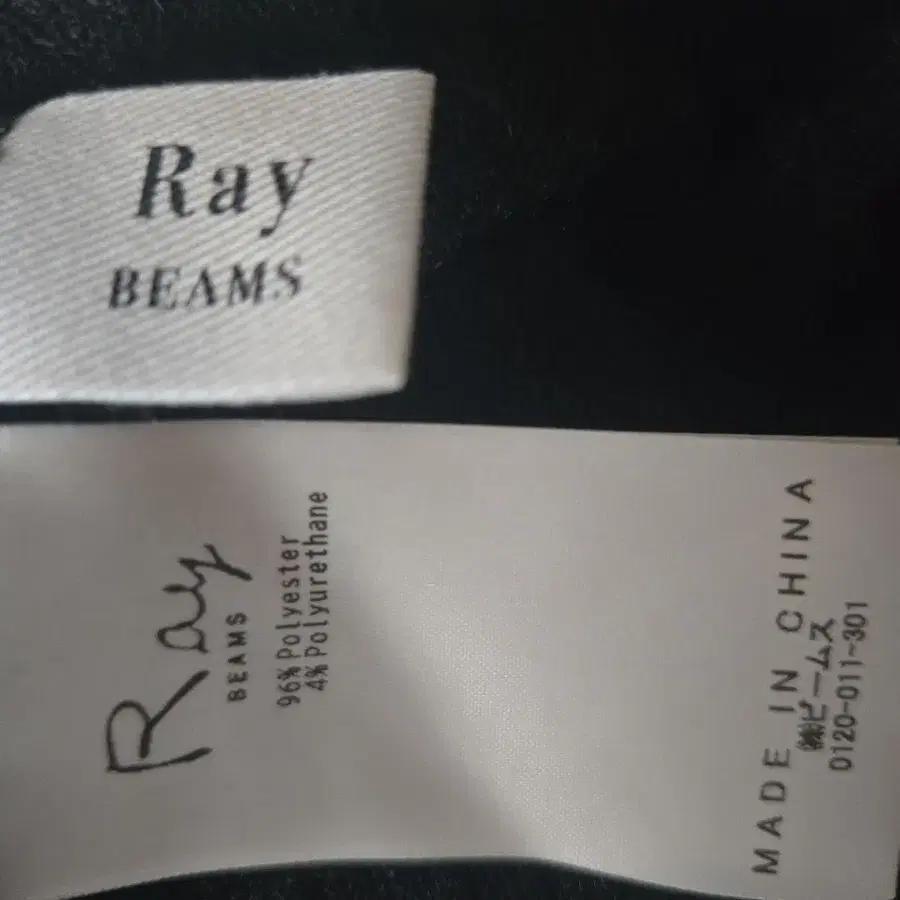 Ray
BEAMS
Ray
BEAMS
96% Polyester
4% Polyurethane
MADE IN CHINA
㈱ビームス
0120-011-301